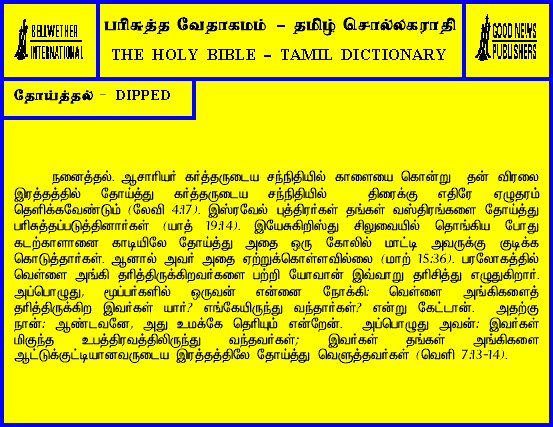 BELLWETHER
INTERNATIONAL
பரிசுத்த வேதாகமம் - தமிழ் சொல்லகராதி
THE HOLY BIBLE - TAMIL DICTIONARY
GOOD NEWS
PUBLISHERS
தோய்த்தல் - DIPPED
நனைத்தல். ஆசாரியர் கர்த்தருடைய சந்நிதியில் காளையை கொன்று தன் விரலை
இரத்தத்தில் தோய்த்து கர்த்தருடைய சந்நிதியில் திரைக்கு எதிரே ஏழுதரம்
தெளிக்கவேண்டும் (லேவி 4:17). இஸ்ரவேல் புத்திரர்கள் தங்கள் வஸ்திரங்களை தோய்த்து
பரிசுத்தப்படுத்தினார்கள் (யாத் 19:14). இயேசுகிறிஸ்து சிலுவையில் தொங்கிய போது
கடற்காளானை காடியிலே தோய்த்து அதை ஒரு கோலில் மாட்டி அவருக்கு குடிக்க
கொடுத்தார்கள். ஆனால் அவர் அதை ஏற்றுக்கொள்ளவில்லை (மாற் 15:36). பரலோகத்தில்
வெள்ளை அங்கி தரித்திருக்கிறவர்களை பற்றி யோவான் இவ்வாறு தரிசித்து எழுதுகிறார்.
அப்பொழுது, மூப்பர்களில் ஒருவன் என்னை நோக்கி: வெள்ளை அங்கிகளைத்
தரித்திருக்கிற இவர்கள் யார்? எங்கேயிருந்து வந்தார்கள்? என்று கேட்டான். அதற்கு
நான்: ஆண்டவனே, அது உமக்கே தெரியும் என்றேன். அப்பொழுது அவன்: இவர்கள்
மிகுந்த உபத்திரவத்திலிருந்து வந்தவர்கள்; இவர்கள் தங்கள் அங்கிகளை
ஆட்டுக்குட்டியானவருடைய இரத்தத்திலே தோய்த்து வெளுத்தவர்கள் (வெளி 7:13-14).